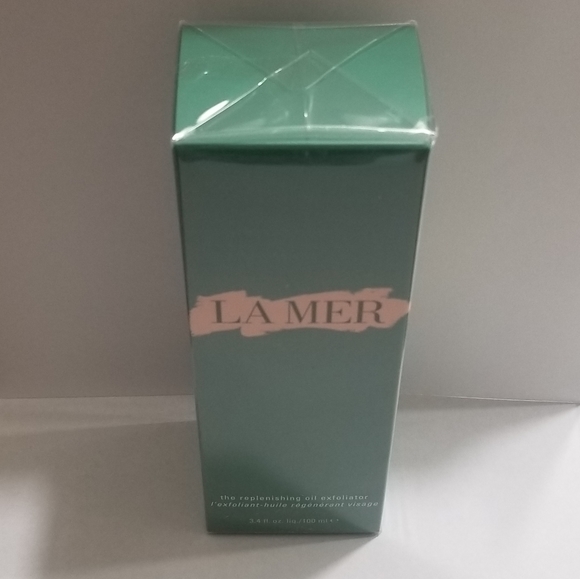 LA MER
the replenishing oil exfoliator
l'exfoliant-huile régénérant visage
3.4 fl.oz. liq./100 ml ℮